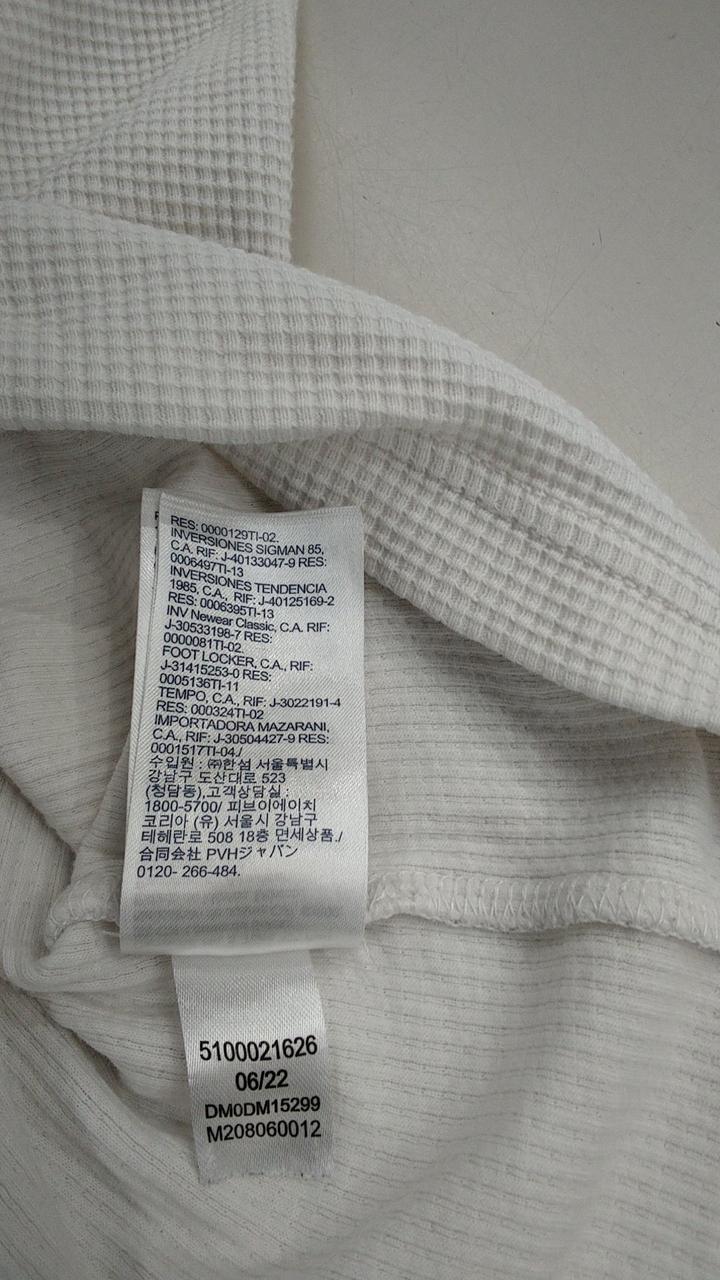 RES: 0000129TI-02.
INVERSIONES SIGMAN 85,
C.A. RIF: J-40133047-9 RES:
0006497TI-13
INVERSIONES TENDENCIA
1985, C.A., RIF: J-40125169-2
RES: 0006395TI-13
INV Newear Classic, C.A. RIF:
J-30533198-7 RES:
0000081TI-02.
FOOT LOCKER, C.A., RIF:
J-31415253-0 RES:
0005136TI-11
TEMPO, C.A., RIF: J-3022191-4
RES: 000324TI-02
IMPORTADORA MAZARANI,
C.A., RIF: J-30504427-9 RES:
0001517TI-04./
수입원 : ㈜한섬 서울특별시
강남구 도산대로 523
(청담동),고객상담실 :
1800-5700/ 피브이에이치
코리아 (유) 서울시 강남구
테헤란로 508 18층 면세상품./
合同会社 PVHジャパン
0120- 266-484.
5100021626
06/22
DM0DM15299
M208060012